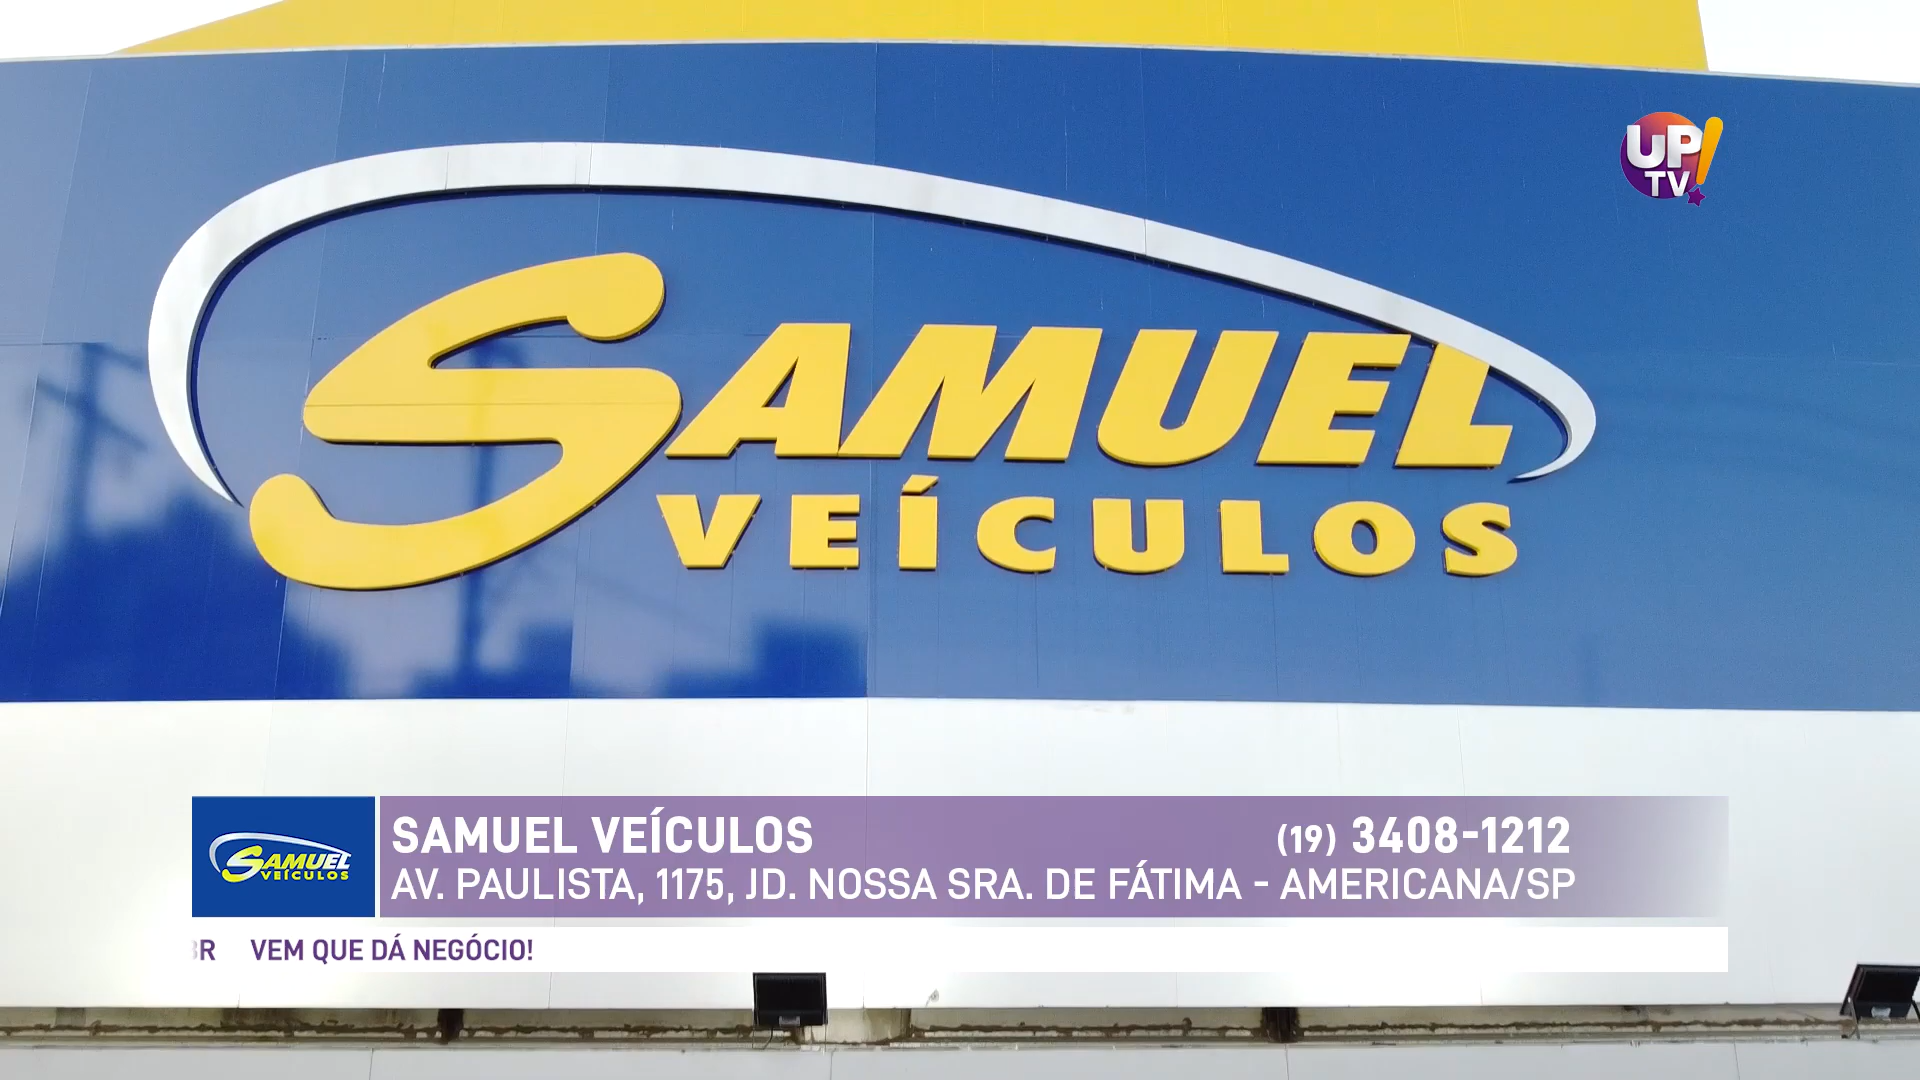 UP!
TV
SAMUEL
VEÍCULOS
SAMUEL
VEÍCULOS
SAMUEL VEÍCULOS
(19) 3408-1212
AV. PAULISTA, 1175, JD. NOSSA SRA. DE FÁTIMA - AMERICANA/SP
VEM QUE DÁ NEGÓCIO!